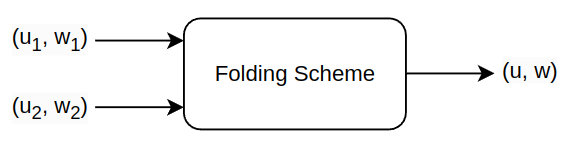 (u₁, w₁)
Folding Scheme
(u, w)
(u₂, w₂)